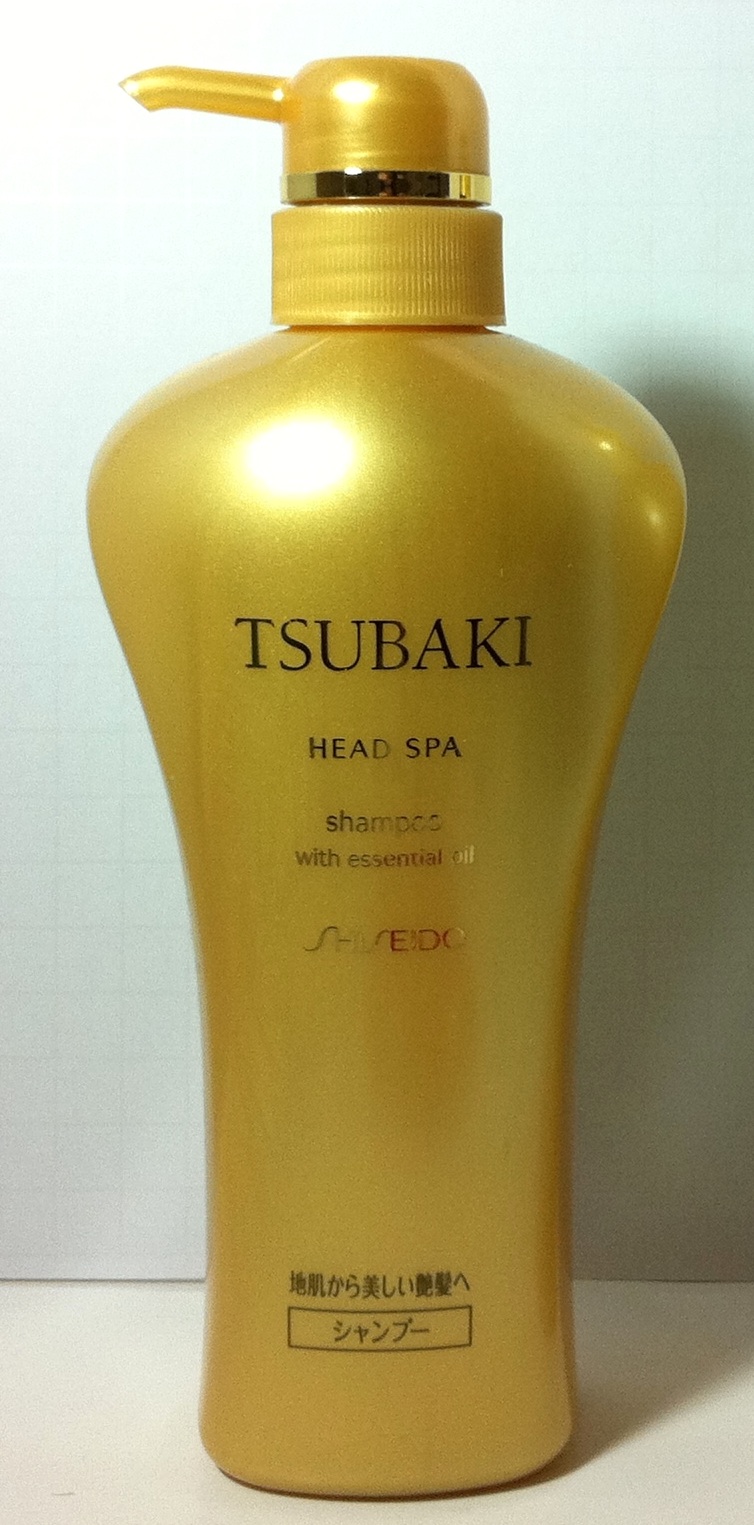 TSUBAKI
HEAD SPA
shampoo
with essential oil
SHISEIDO
地肌から美しい艶髪へ
シャンプー